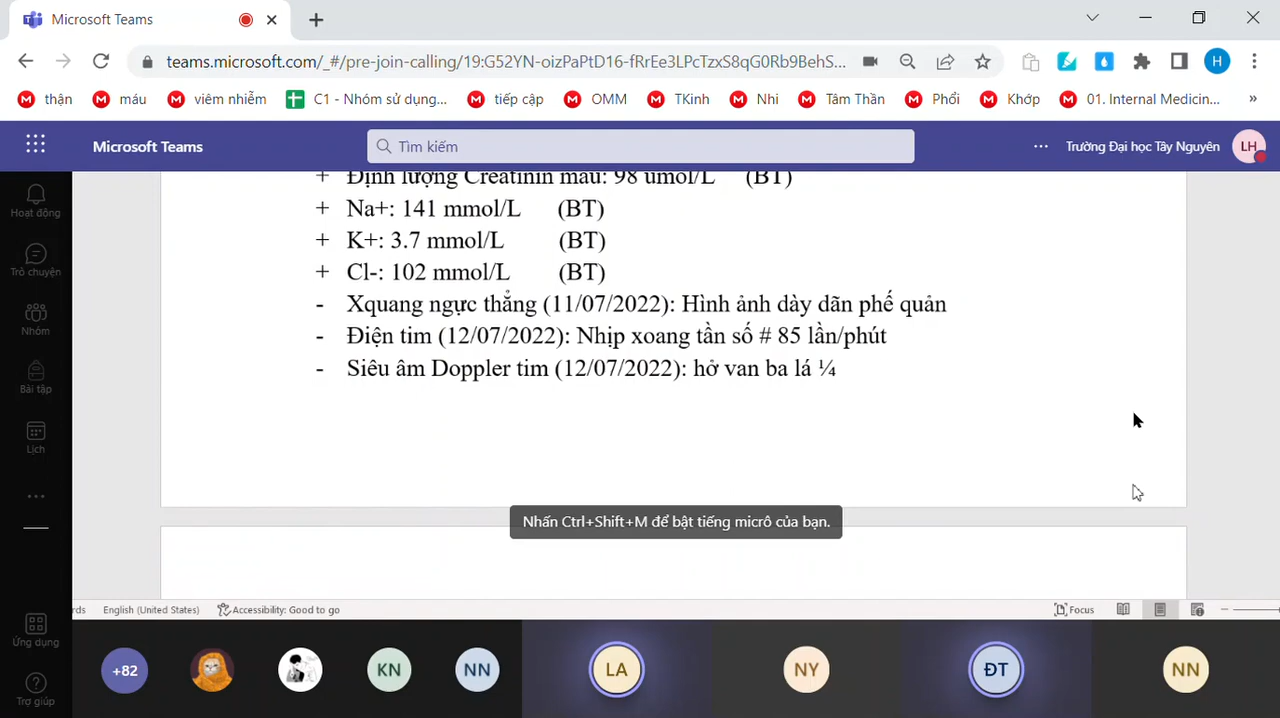 Microsoft Teams
teams.microsoft.com/_#/pre-join-calling/19:G52YN-oizPaPtD16-fRrEe3LPcTzxS8qG0Rb9BehS...
H
thận máu viêm nhiễm C1 - Nhóm sử dụng... tiếp cập OMM TKinh Nhi Tâm Thần Phổi Khớp 01. Internal Medicin... »
Microsoft Teams Tìm kiếm ... Trường Đại học Tây Nguyên LH
Hoạt động
Trò chuyện
Nhóm
Bài tập
Lịch
Ứng dụng
Trợ giúp
+ Định lượng Creatinin máu: 98 umol/L (BT)
+ Na+: 141 mmol/L (BT)
+ K+: 3.7 mmol/L (BT)
+ Cl-: 102 mmol/L (BT)
- Xquang ngực thẳng (11/07/2022): Hình ảnh dày dãn phế quản
- Điện tim (12/07/2022): Nhịp xoang tần số # 85 lần/phút
- Siêu âm Doppler tim (12/07/2022): hở van ba lá ¼
Nhấn Ctrl+Shift+M để bật tiếng micrô của bạn.
rds English (United States) Accessibility: Good to go Focus
+82 KN NN LA NY ĐT NN